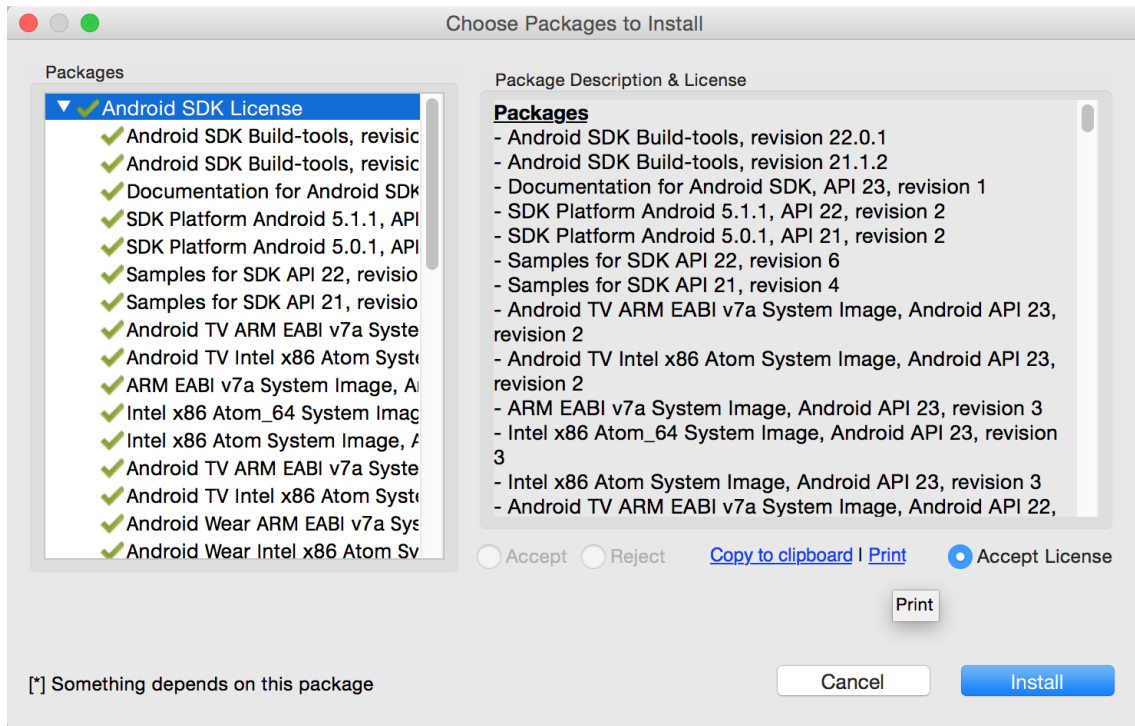 Choose Packages to Install
Packages
Android SDK License
Android SDK Build-tools, revisic
Android SDK Build-tools, revisic
Documentation for Android SDK
SDK Platform Android 5.1.1, API
SDK Platform Android 5.0.1, API
Samples for SDK API 22, revisio
Samples for SDK API 21, revisio
Android TV ARM EABI v7a Syste
Android TV Intel x86 Atom Syste
ARM EABI v7a System Image, A
Intel x86 Atom_64 System Imag
Intel x86 Atom System Image, A
Android TV ARM EABI v7a Syste
Android TV Intel x86 Atom Syste
Android Wear ARM EABI v7a Sys
Android Wear Intel x86 Atom Sy
Package Description & License
Packages
- Android SDK Build-tools, revision 22.0.1
- Android SDK Build-tools, revision 21.1.2
- Documentation for Android SDK, API 23, revision 1
- SDK Platform Android 5.1.1, API 22, revision 2
- SDK Platform Android 5.0.1, API 21, revision 2
- Samples for SDK API 22, revision 6
- Samples for SDK API 21, revision 4
- Android TV ARM EABI v7a System Image, Android API 23,
revision 2
- Android TV Intel x86 Atom System Image, Android API 23,
revision 2
- ARM EABI v7a System Image, Android API 23, revision 3
- Intel x86 Atom_64 System Image, Android API 23, revision
3
- Intel x86 Atom System Image, Android API 23, revision 3
- Android TV ARM EABI v7a System Image, Android API 22,
Accept Reject Copy to clipboard | Print Accept License
Print
[*] Something depends on this package
Cancel Install